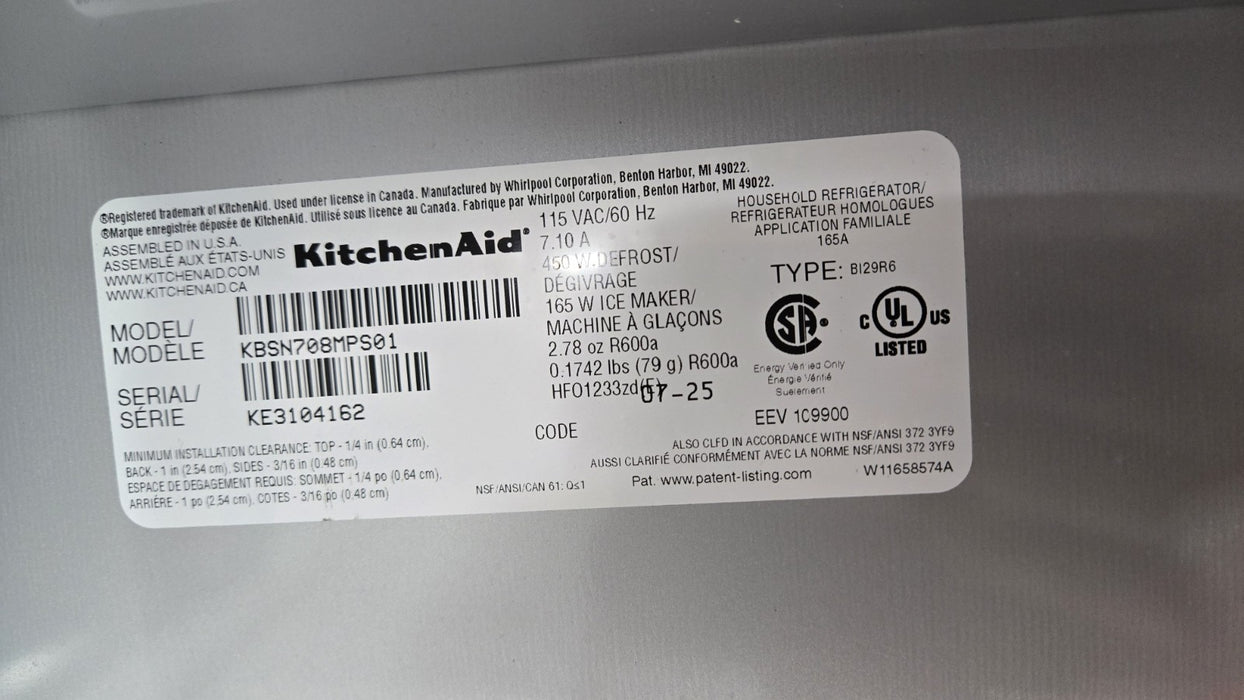 ®Registered trademark of KitchenAid. Used under license in Canada. Manufactured by Whirlpool Corporation, Benton Harbor, MI 49022.
®Marque enregistrée déposée de KitchenAid. Utilisé sous licence au Canada. Fabrique par Whirlpool Corporation, Benton Harbor, MI 49022.
ASSEMBLED IN U.S.A.
ASSEMBLÉ AUX ÉTATS-UNIS
WWW.KITCHENAID.COM
WWW.KITCHENAID.CA
KitchenAid®
MODEL/
MODÈLE
KBSN708MPS01
SERIAL/
SÉRIE
KE3104162
MINIMUM INSTALLATION CLEARANCE: TOP - 1/4 in (0.64 cm),
BACK - 1 in (2.54 cm), SIDES - 3/16 in (0.48 cm)
ESPACE DE DEGAGEMENT REQUIS: SOMMET - 1/4 po (0,64 cm),
ARRIÉRE - 1 po (2,54 cm), COTES - 3/16 po (0,48 cm)
115 VAC/60 Hz
7.10 A
450 W DEFROST/
DÉGIVRAGE
165 W ICE MAKER/
MACHINE À GLAÇONS
2.78 oz R600a
0.1742 lbs (79 g) R600a
HFO1233zd(E)
07-25
CODE
NSF/ANSI/CAN 61: Q≤1
HOUSEHOLD REFRIGERATOR/
REFRIGERATEUR HOMOLOGUES
APPLICATION FAMILIALE
165A
TYPE: BI29R6
SA
C UL US
LISTED
Energy Verified Only
Énergie Vérifié
Suelement
EEV 109900
ALSO CLFD IN ACCORDANCE WITH NSF/ANSI 372 3YF9
AUSSI CLARIFIÉ CONFORMÉMENT AVEC LA NORME NSF/ANSI 372 3YF9
Pat. www.patent-listing.com
W11658574A